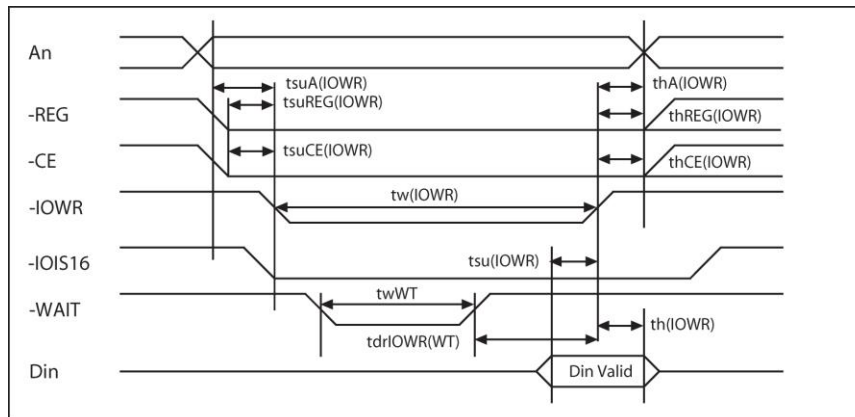 An
tsuA(IOWR)
thA(IOWR)
tsuREG(IOWR)
-REG
thREG(IOWR)
tsuCE(IOWR)
-CE
thCE(IOWR)
tw(IOWR)
-IOWR
tsu(IOWR)
-IOIS16
twWT
-WAIT
th(IOWR)
tdrIOWR(WT)
Din
Din Valid